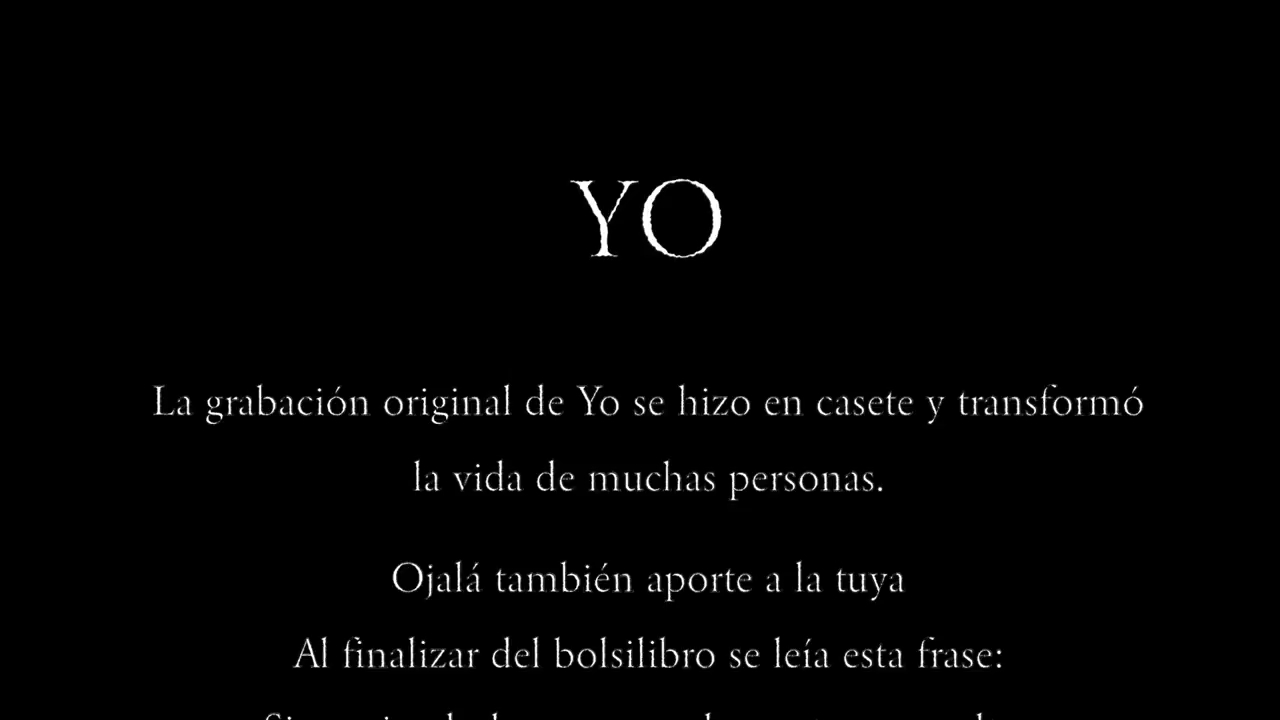 YO
La grabación original de Yo se hizo en casete y transformó
la vida de muchas personas.
Ojalá también aporte a la tuya
Al finalizar del bolsilibro se leía esta frase: